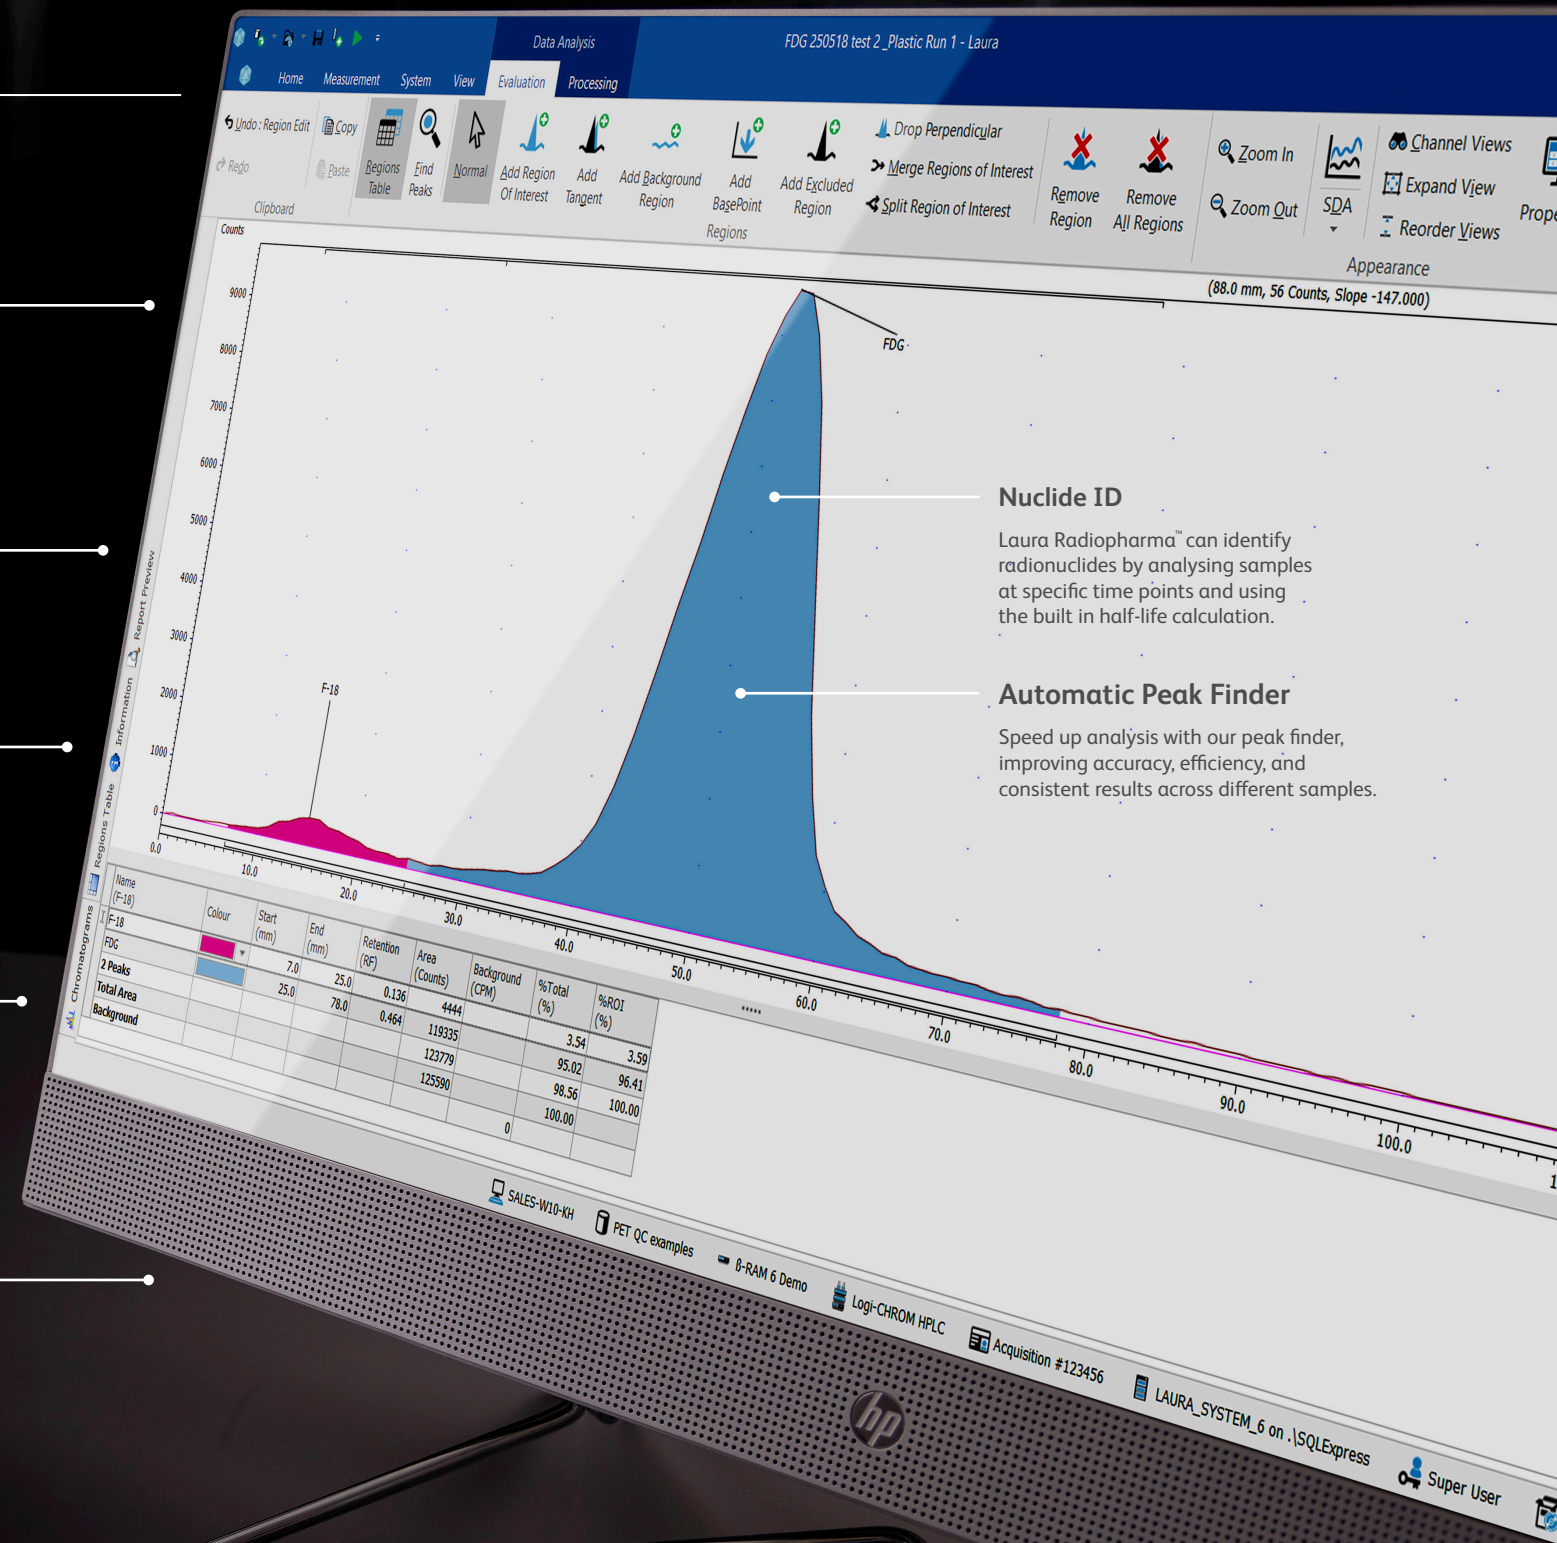 Data Analysis
FDG 250518 test 2 _Plastic Run 1 - Laura
Home Measurement System View Evaluation Processing
Undo : Region Edit
Redo
Copy
Paste
Clipboard
Regions
Table
Find
Peaks
Normal
Add Region
Of Interest
Add
Tangent
Add Background
Region
Add
BasePoint
Add Excluded
Region
Drop Perpendicular
Merge Regions of Interest
Split Region of Interest
Regions
Remove
Region
Remove
All Regions
Zoom In
Zoom Out
SDA
Channel Views
Expand View
Reorder Views
Appearance
Counts
(88.0 mm, 56 Counts, Slope -147.000)
9000
8000
7000
6000
5000
4000
3000
2000
1000
0
FDG
F-18
Nuclide ID
Laura Radiopharma™ can identify
radionuclides by analysing samples
at specific time points and using
the built in half-life calculation.
Automatic Peak Finder
Speed up analysis with our peak finder,
improving accuracy, efficiency, and
consistent results across different samples.
0.0 10.0 20.0 30.0 40.0 50.0 60.0 70.0 80.0 90.0 100.0
Report Preview
Information
Regions Table
Chromatograms
Name
(F-18)
Colour
Start
(mm)
End
(mm)
Retention
(RF)
Area
(Counts)
Background
(CPM)
%Total
(%)
%ROI
(%)
F-18 7.0 25.0 0.136 4444 3.54 3.59
FDG 25.0 78.0 0.464 119335 95.02 96.41
2 Peaks 123779 98.56 100.00
Total Area 125590 100.00
Background 0
SALES-W10-KH
PET QC examples
β-RAM 6 Demo
Logi-CHROM HPLC
Acquisition #123456
LAURA_SYSTEM_6 on .\SQLExpress
Super User
hp